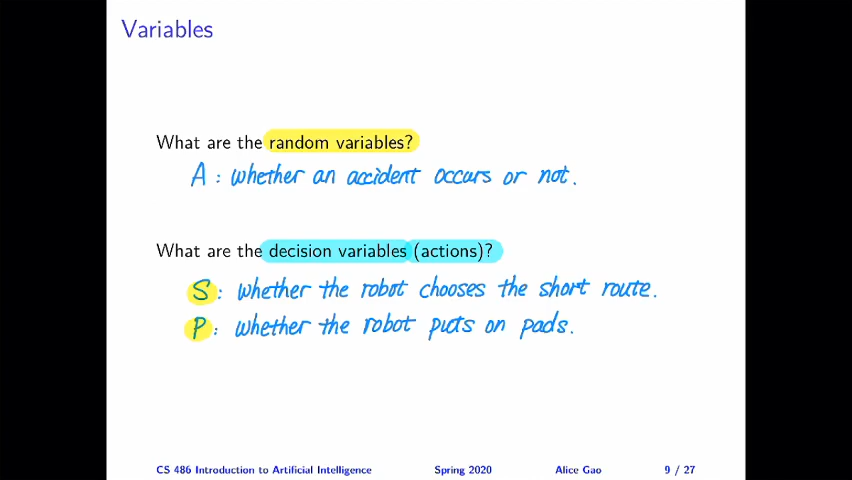 Variables
What are the random variables?
A : whether an accident occurs or not.
What are the decision variables (actions)?
S : whether the robot chooses the short route.
P : whether the robot puts on pads.
CS 486 Introduction to Artificial Intelligence Spring 2020 Alice Gao 9 / 27